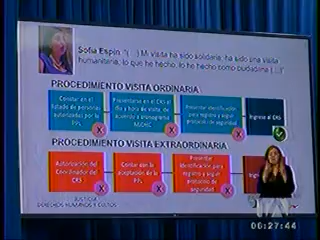 Sofía Espín: "(...) Mi visita ha sido solidaria, ha sido una visita
humanitaria, lo que he hecho, lo he hecho como ciudadana (...)"
PROCEDIMIENTO VISITA ORDINARIA
Constar en el
listado de personas
autorizadas por la
PPL
Presentarse en el CRS el
día y hora de visita,
de acuerdo a cronograma
MJDHC
Presentar identificación
para registro y seguir
protocolo de seguridad
Ingreso al CRS
PROCEDIMIENTO VISITA EXTRAORDINARIA
Autorización del
Coordinador del
CRS
Contar con la
aceptación de la
PPL
Presentar
identificación
para registro y seguir
protocolo de
seguridad
JUSTICIA
DERECHOS HUMANOS Y CULTOS
00:27:44